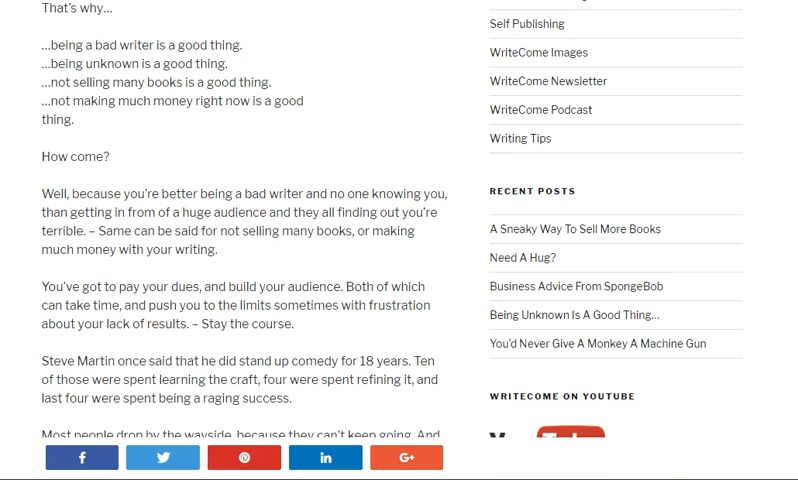 That's why…
…being a bad writer is a good thing.
…being unknown is a good thing.
…not selling many books is a good thing.
…not making much money right now is a good
thing.
How come?
Well, because you're better being a bad writer and no one knowing you,
than getting in from of a huge audience and they all finding out you're
terrible. – Same can be said for not selling many books, or making
much money with your writing.
You've got to pay your dues, and build your audience. Both of which
can take time, and push you to the limits sometimes with frustration
about your lack of results. – Stay the course.
Steve Martin once said that he did stand up comedy for 18 years. Ten
of those were spent learning the craft, four were spent refining it, and
last four were spent being a raging success.
Most people drop by the wayside, because they can't keep going. And
Self Publishing
WriteCome Images
WriteCome Newsletter
WriteCome Podcast
Writing Tips
RECENT POSTS
A Sneaky Way To Sell More Books
Need A Hug?
Business Advice From SpongeBob
Being Unknown Is A Good Thing…
You'd Never Give A Monkey A Machine Gun
WRITECOME ON YOUTUBE
f
in
G+